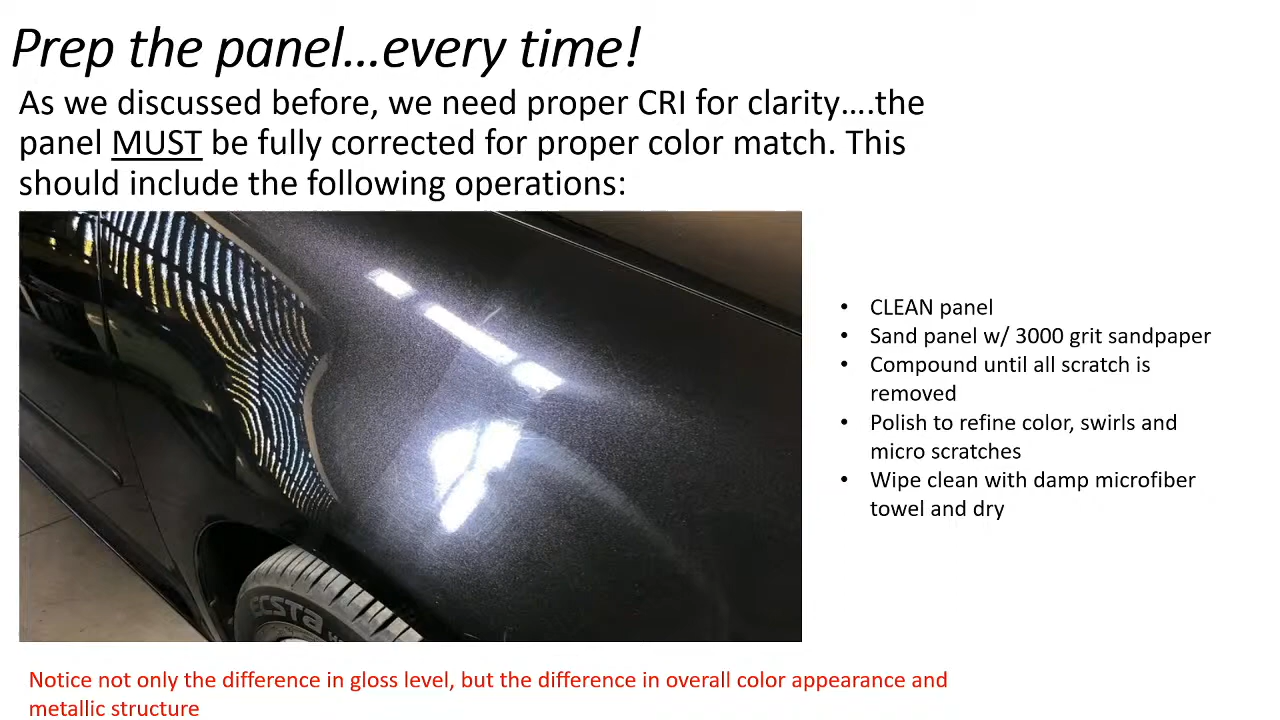 Prep the panel...every time!
As we discussed before, we need proper CRI for clarity....the
panel MUST be fully corrected for proper color match. This
should include the following operations:
• CLEAN panel
• Sand panel w/ 3000 grit sandpaper
• Compound until all scratch is
removed
• Polish to refine color, swirls and
micro scratches
• Wipe clean with damp microfiber
towel and dry
ECSTA
Notice not only the difference in gloss level, but the difference in overall color appearance and
metallic structure